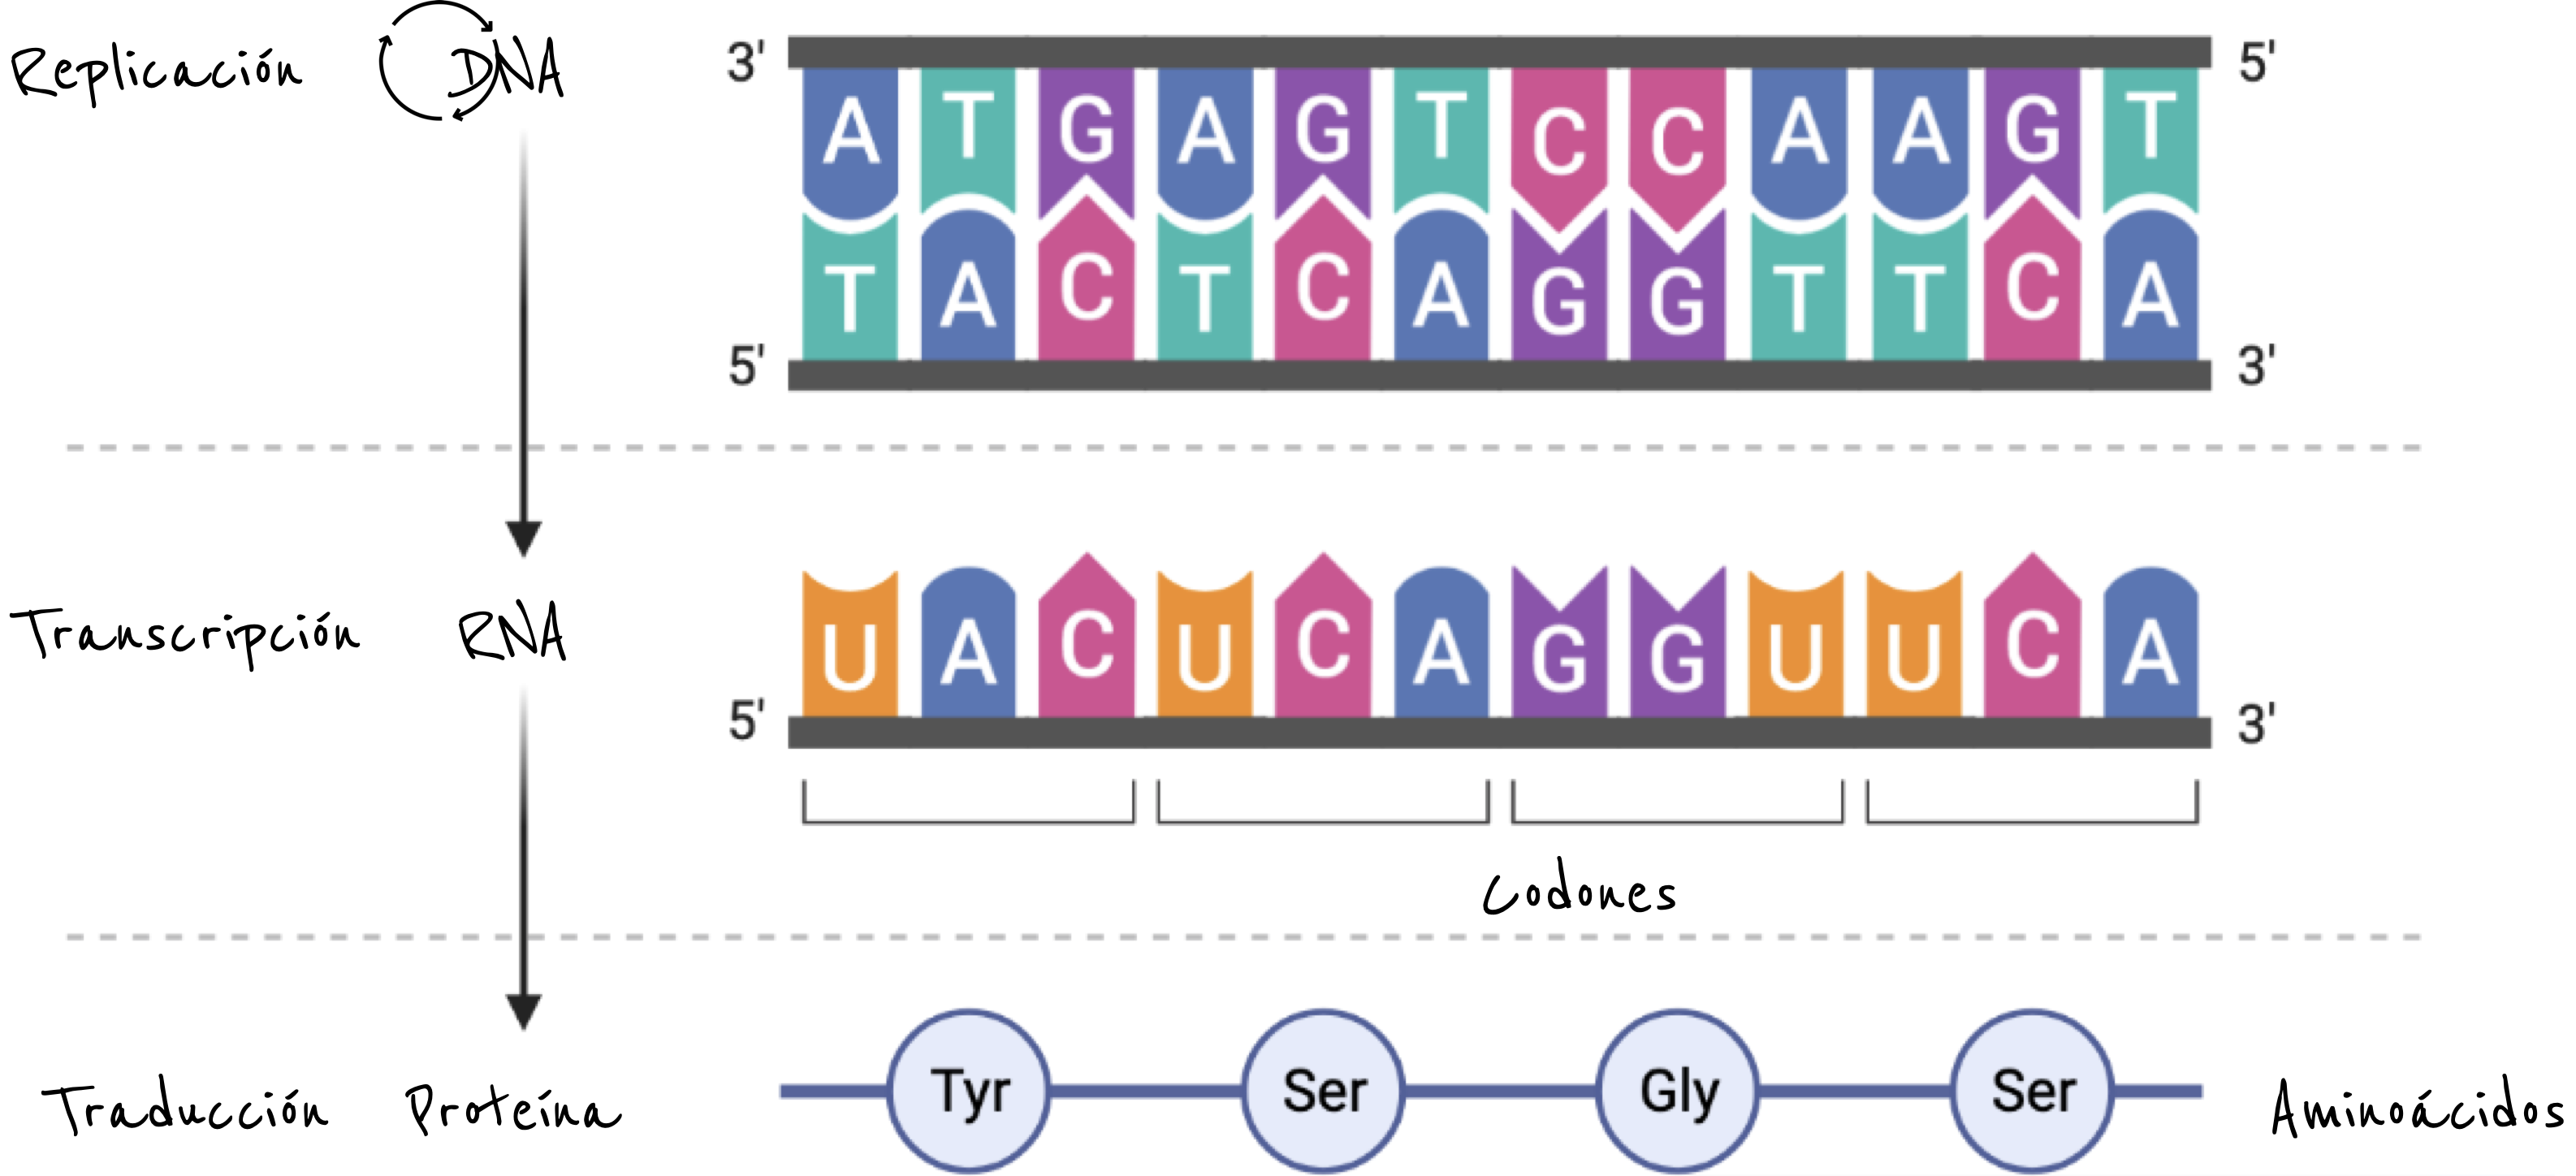 Replicación DNA
3' 5'
A T G A G T C C A A G T
T A C T C A G G T T C A
5' 3'
Transcripción RNA
U A C U C A G G U U C A
5' 3'
Codones
Traducción Proteína Tyr Ser Gly Ser Aminoácidos